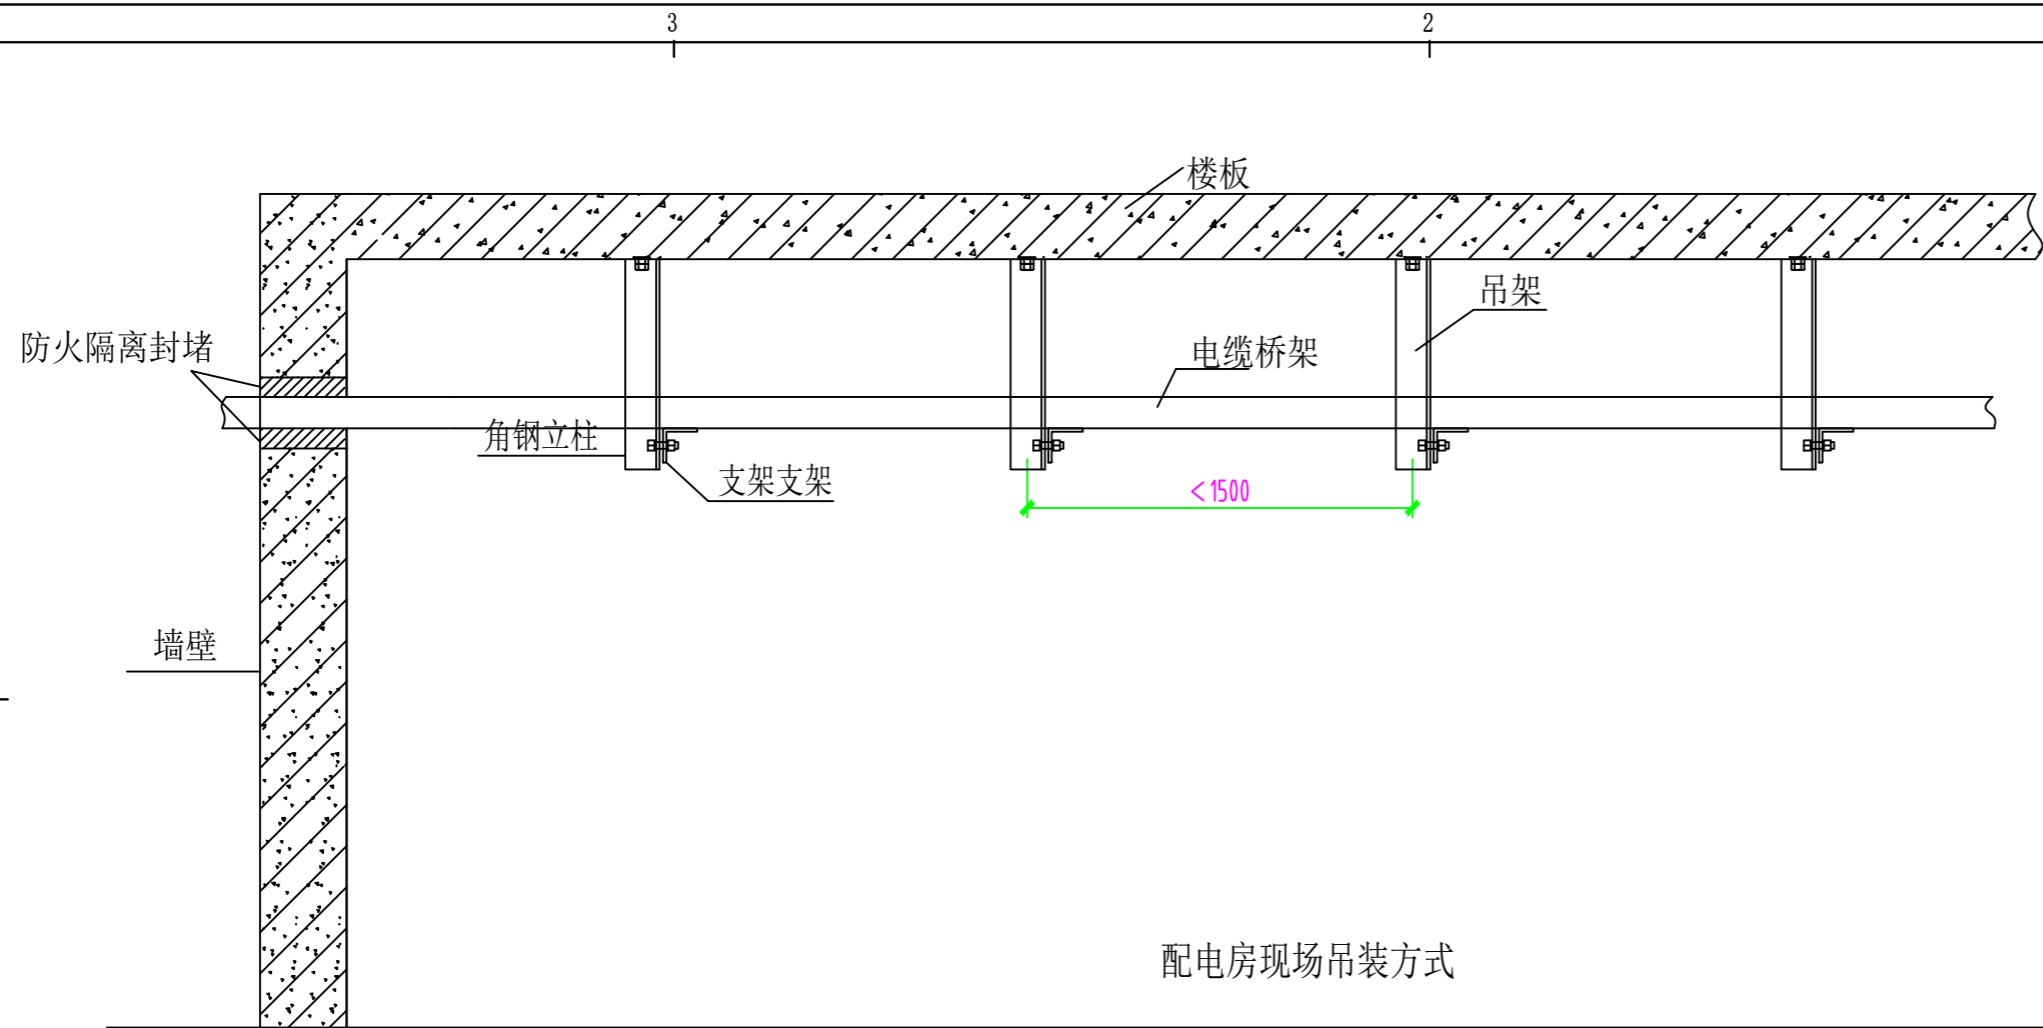 3
2
楼板
吊架
防火隔离封堵
电缆桥架
角钢立柱
支架支架
<1500
墙壁
配电房现场吊装方式